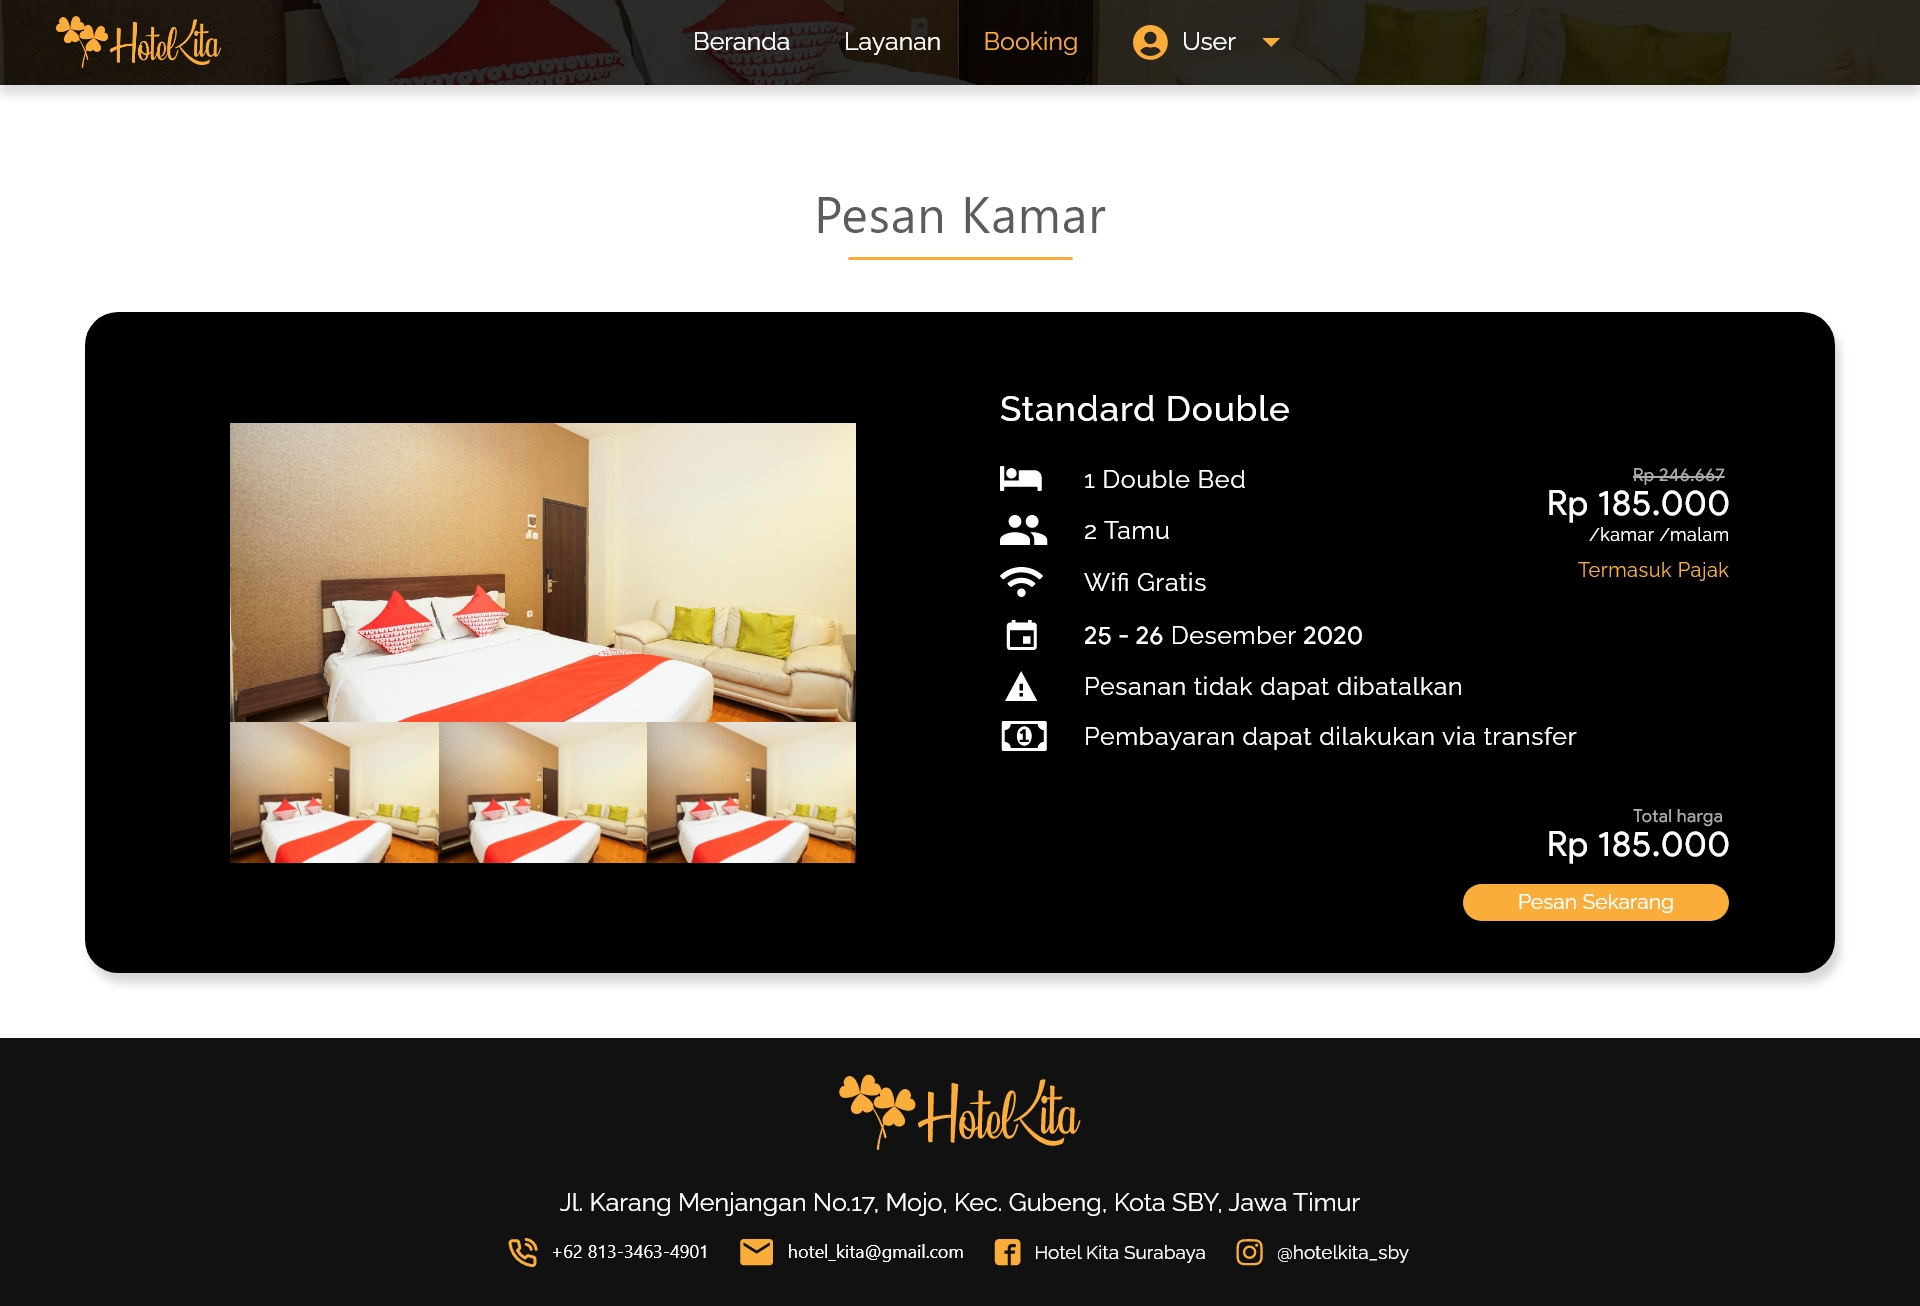 HotelKita
Beranda
Layanan
Booking
User
Pesan Kamar
Standard Double
1 Double Bed
2 Tamu
Wifi Gratis
25 - 26 Desember 2020
Pesanan tidak dapat dibatalkan
Pembayaran dapat dilakukan via transfer
Rp 246.667
Rp 185.000
/kamar /malam
Termasuk Pajak
Total harga
Rp 185.000
Pesan Sekarang
HotelKita
Jl. Karang Menjangan No.17, Mojo, Kec. Gubeng, Kota SBY, Jawa Timur
+62 813-3463-4901
hotel_kita@gmail.com
Hotel Kita Surabaya
@hotelkita_sby